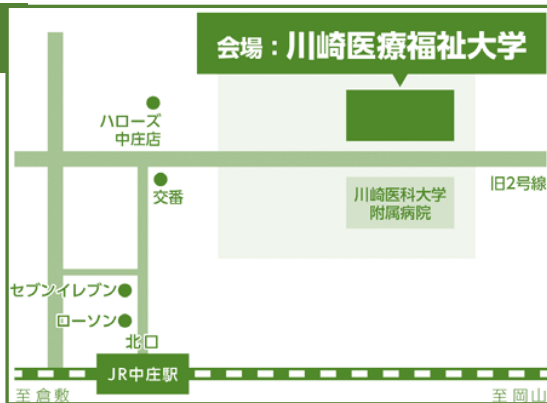 会場：川崎医療福祉大学
ハローズ
中庄店
旧2号線
交番
川崎医科大学
附属病院
セブンイレブン
ローソン
北口
JR中庄駅
至倉敷
至岡山